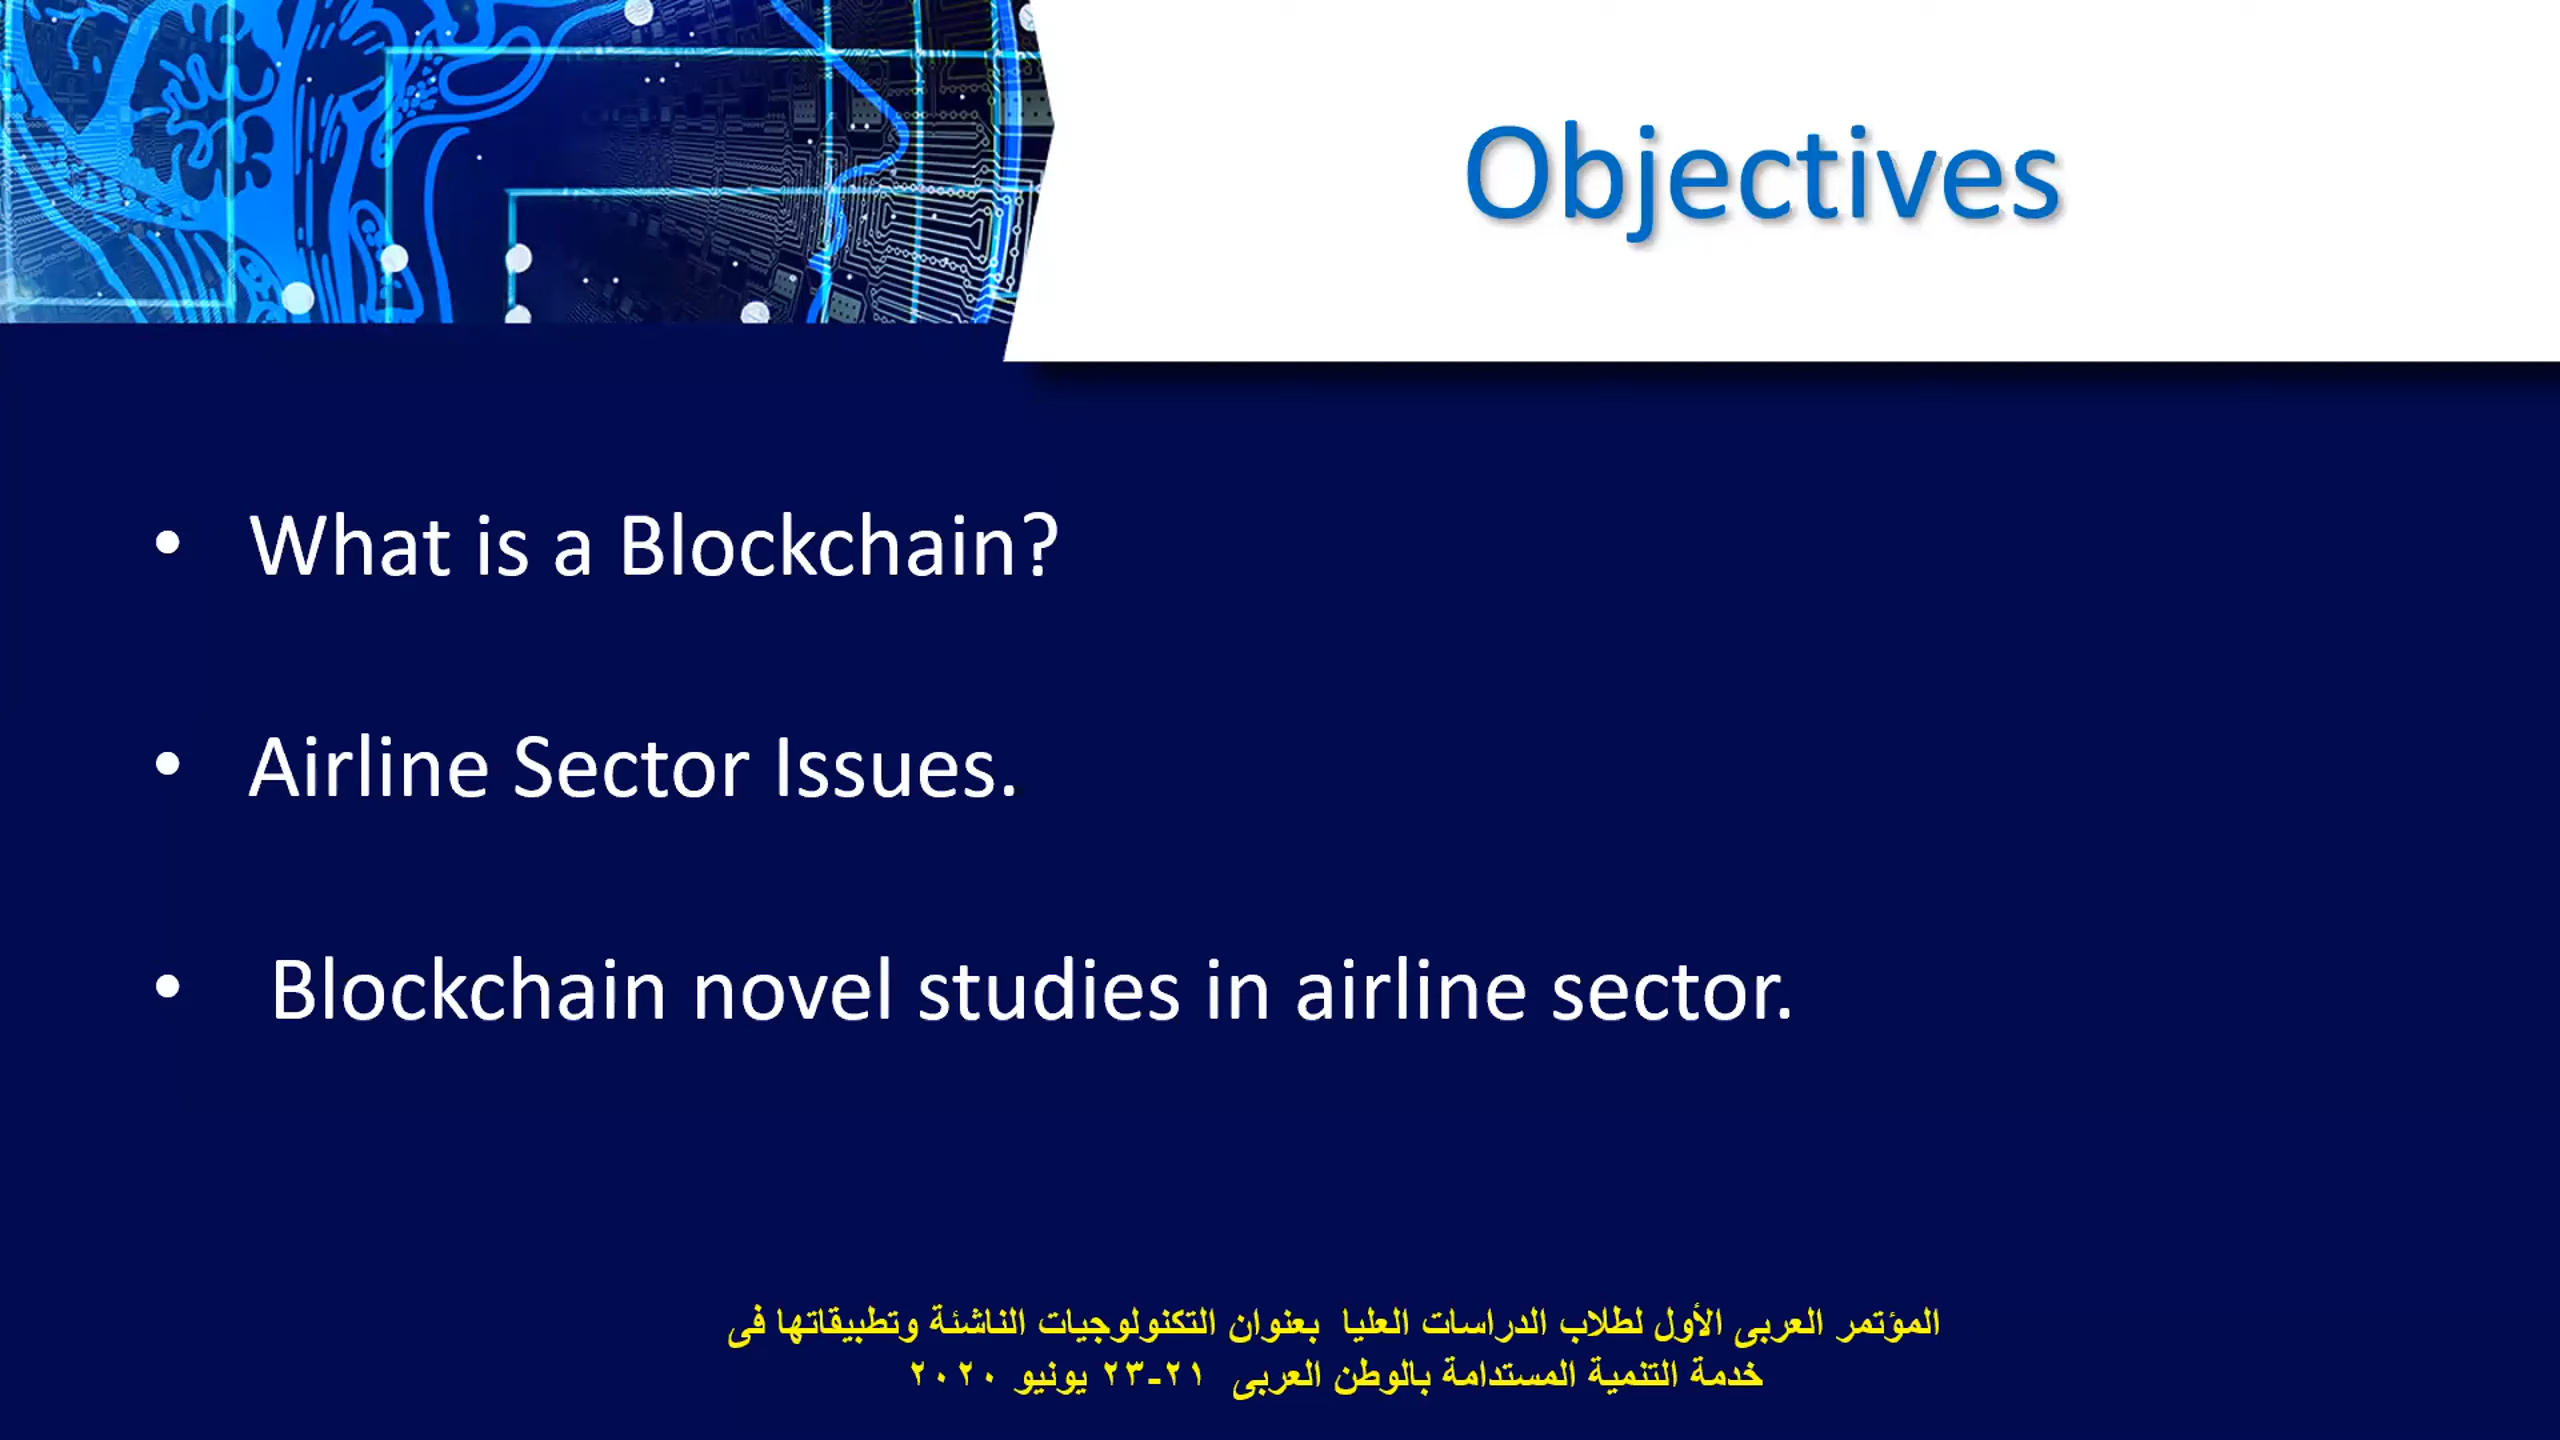 Objectives
• What is a Blockchain?
• Airline Sector Issues.
• Blockchain novel studies in airline sector.
المؤتمر العربى الأول لطلاب الدراسات العليا بعنوان التكنولوجيات الناشئة وتطبيقاتها فى
خدمة التنمية المستدامة بالوطن العربى ٢١-٢٣ يونيو ٢٠٢٠